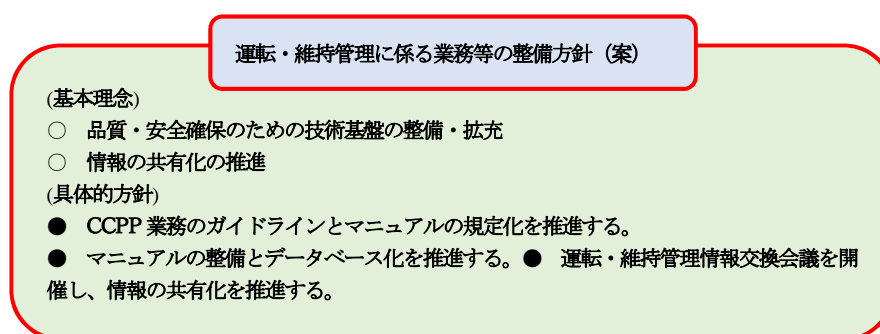 運転・維持管理に係る業務等の整備方針（案）
(基本理念)
○　品質・安全確保のための技術基盤の整備・拡充
○　情報の共有化の推進
(具体的方針)
●　CCPP 業務のガイドラインとマニュアルの規定化を推進する。
●　マニュアルの整備とデータベース化を推進する。●　運転・維持管理情報交換会議を開
催し、情報の共有化を推進する。